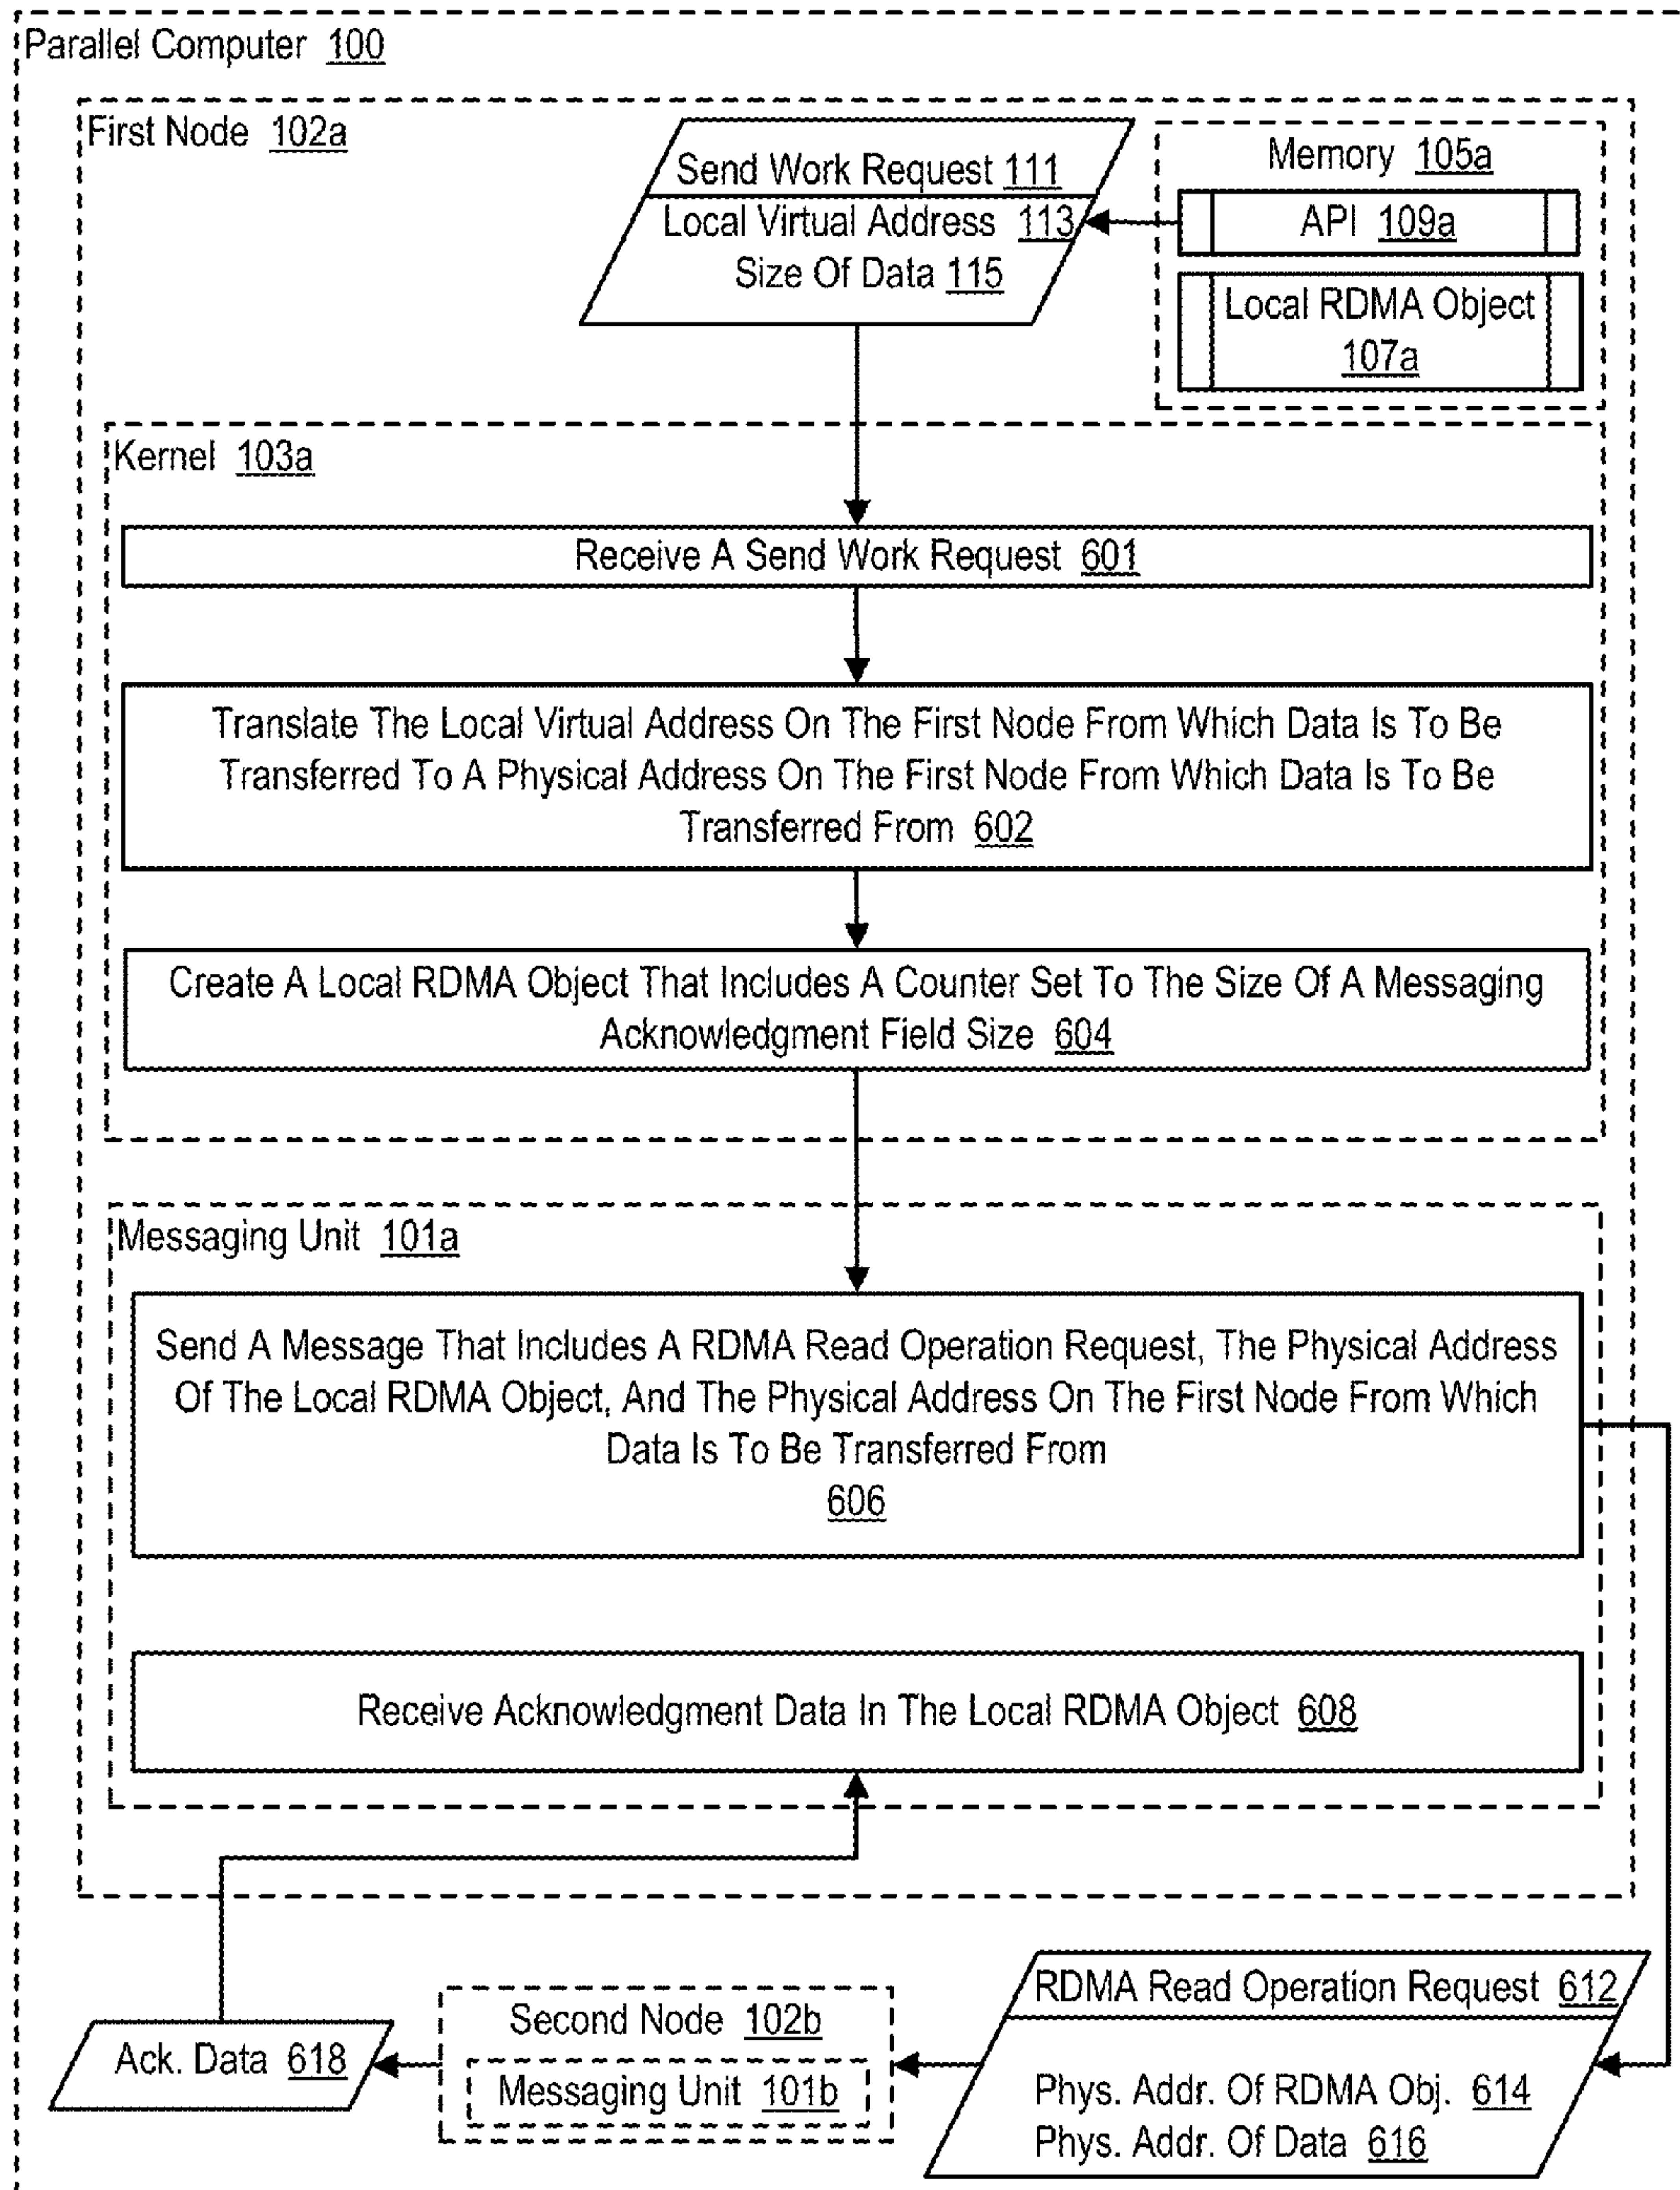 Parallel Computer 100
First Node 102a
Send Work Request 111
Local Virtual Address 113
Size Of Data 115
Memory 105a
API 109a
Local RDMA Object
107a
Kernel 103a
Receive A Send Work Request 601
Translate The Local Virtual Address On The First Node From Which Data Is To Be
Transferred To A Physical Address On The First Node From Which Data Is To Be
Transferred From 602
Create A Local RDMA Object That Includes A Counter Set To The Size Of A Messaging
Acknowledgment Field Size 604
Messaging Unit 101a
Send A Message That Includes A RDMA Read Operation Request, The Physical Address
Of The Local RDMA Object, And The Physical Address On The First Node From Which
Data Is To Be Transferred From
606
Receive Acknowledgment Data In The Local RDMA Object 608
RDMA Read Operation Request 612
Phys. Addr. Of RDMA Obj. 614
Phys. Addr. Of Data 616
Second Node 102b
Messaging Unit 101b
Ack. Data 618